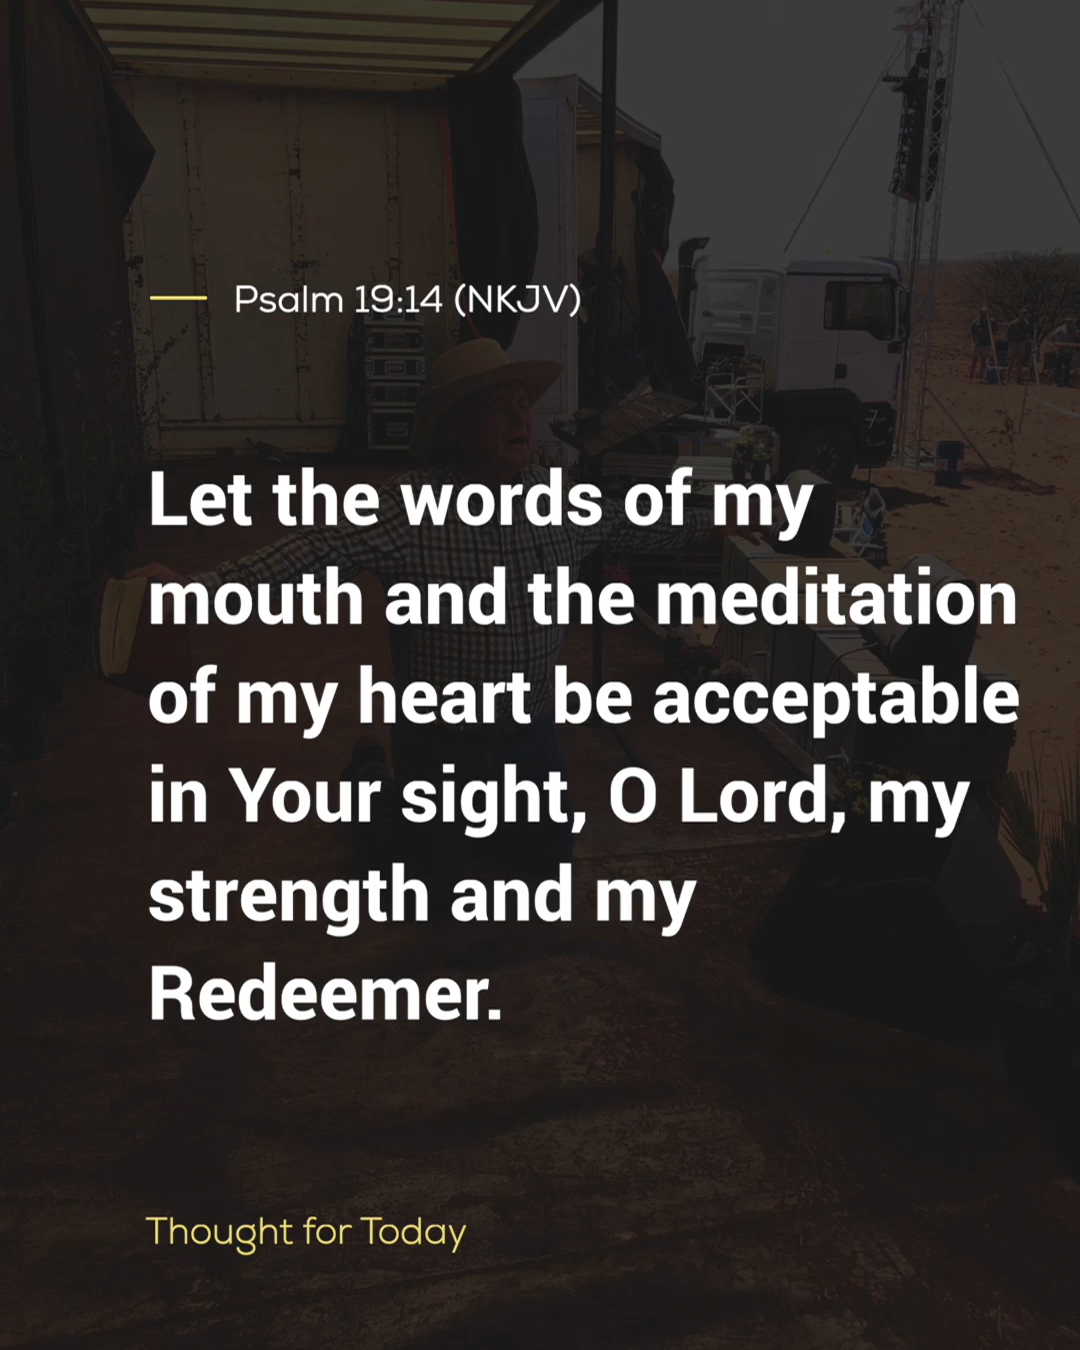 Psalm 19:14 (NKJV)
Let the words of my
mouth and the meditation
of my heart be acceptable
in Your sight, O Lord, my
strength and my
Redeemer.
Thought for Today